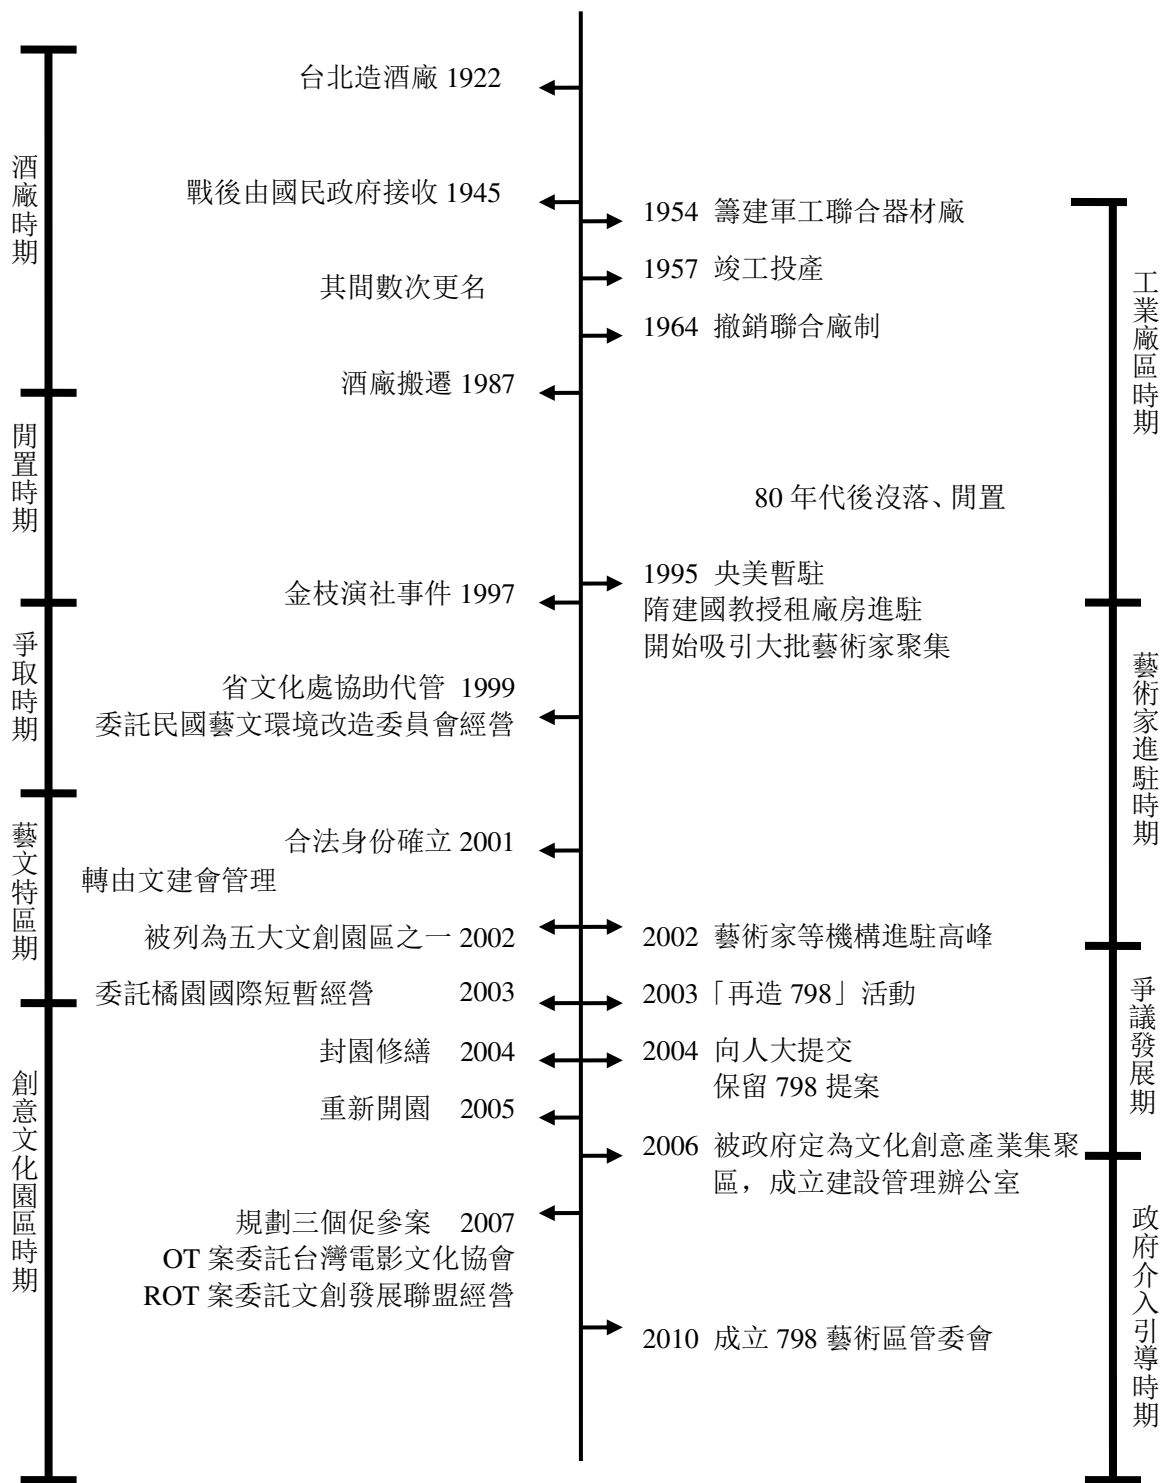 酒廠時期
閒置時期
爭取時期
藝文特區期
創意文化園區時期
台北造酒廠 1922
戰後由國民政府接收 1945
其間數次更名
酒廠搬遷 1987
金枝演社事件 1997
省文化處協助代管 1999
委託民國藝文環境改造委員會經營
合法身份確立 2001
轉由文建會管理
被列為五大文創園區之一 2002
委託橘園國際短暫經營 2003
封園修繕 2004
重新開園 2005
規劃三個促參案 2007
OT 案委託台灣電影文化協會
ROT 案委託文創發展聯盟經營
1954 籌建軍工聯合器材廠
1957 竣工投產
1964 撤銷聯合廠制
80 年代後沒落、閒置
1995 央美暫駐
隋建國教授租廠房進駐
開始吸引大批藝術家聚集
2002 藝術家等機構進駐高峰
2003「再造 798」活動
2004 向人大提交
保留 798 提案
2006 被政府定為文化創意產業集聚
區，成立建設管理辦公室
2010 成立 798 藝術區管委會
工業廠區時期
藝術家進駐時期
爭議發展期
政府介入引導時期